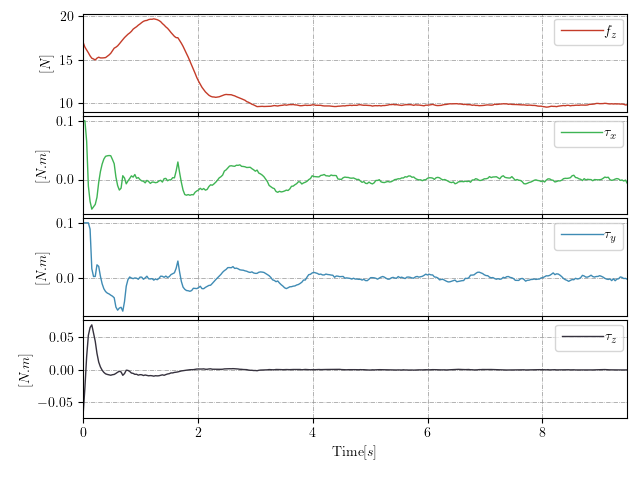 20
15
10
[N]
f_z
0.1
0.0
[N.m]
τ_x
0.1
0.0
[N.m]
τ_y
0.05
0.00
−0.05
[N.m]
τ_z
0 2 4 6 8
Time[s]